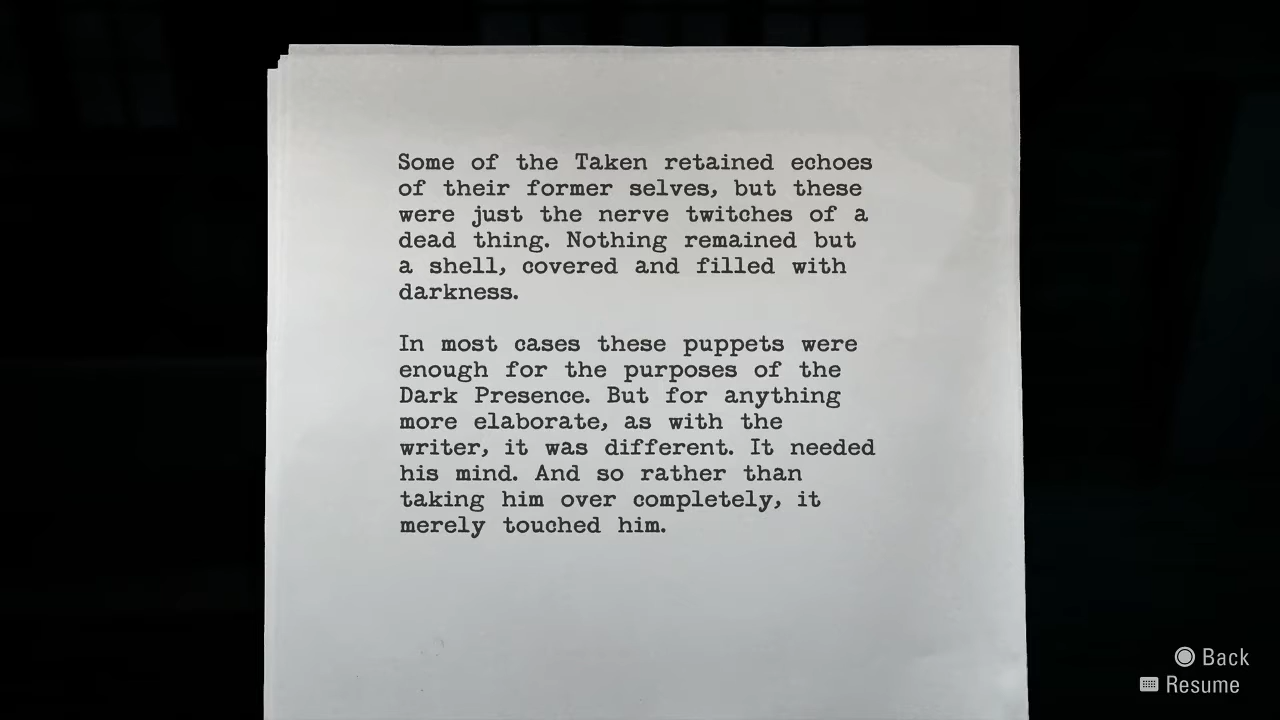 Some of the Taken retained echoes
of their former selves, but these
were just the nerve twitches of a
dead thing. Nothing remained but
a shell, covered and filled with
darkness.
In most cases these puppets were
enough for the purposes of the
Dark Presence. But for anything
more elaborate, as with the
writer, it was different. It needed
his mind. And so rather than
taking him over completely, it
merely touched him.
Back
Resume